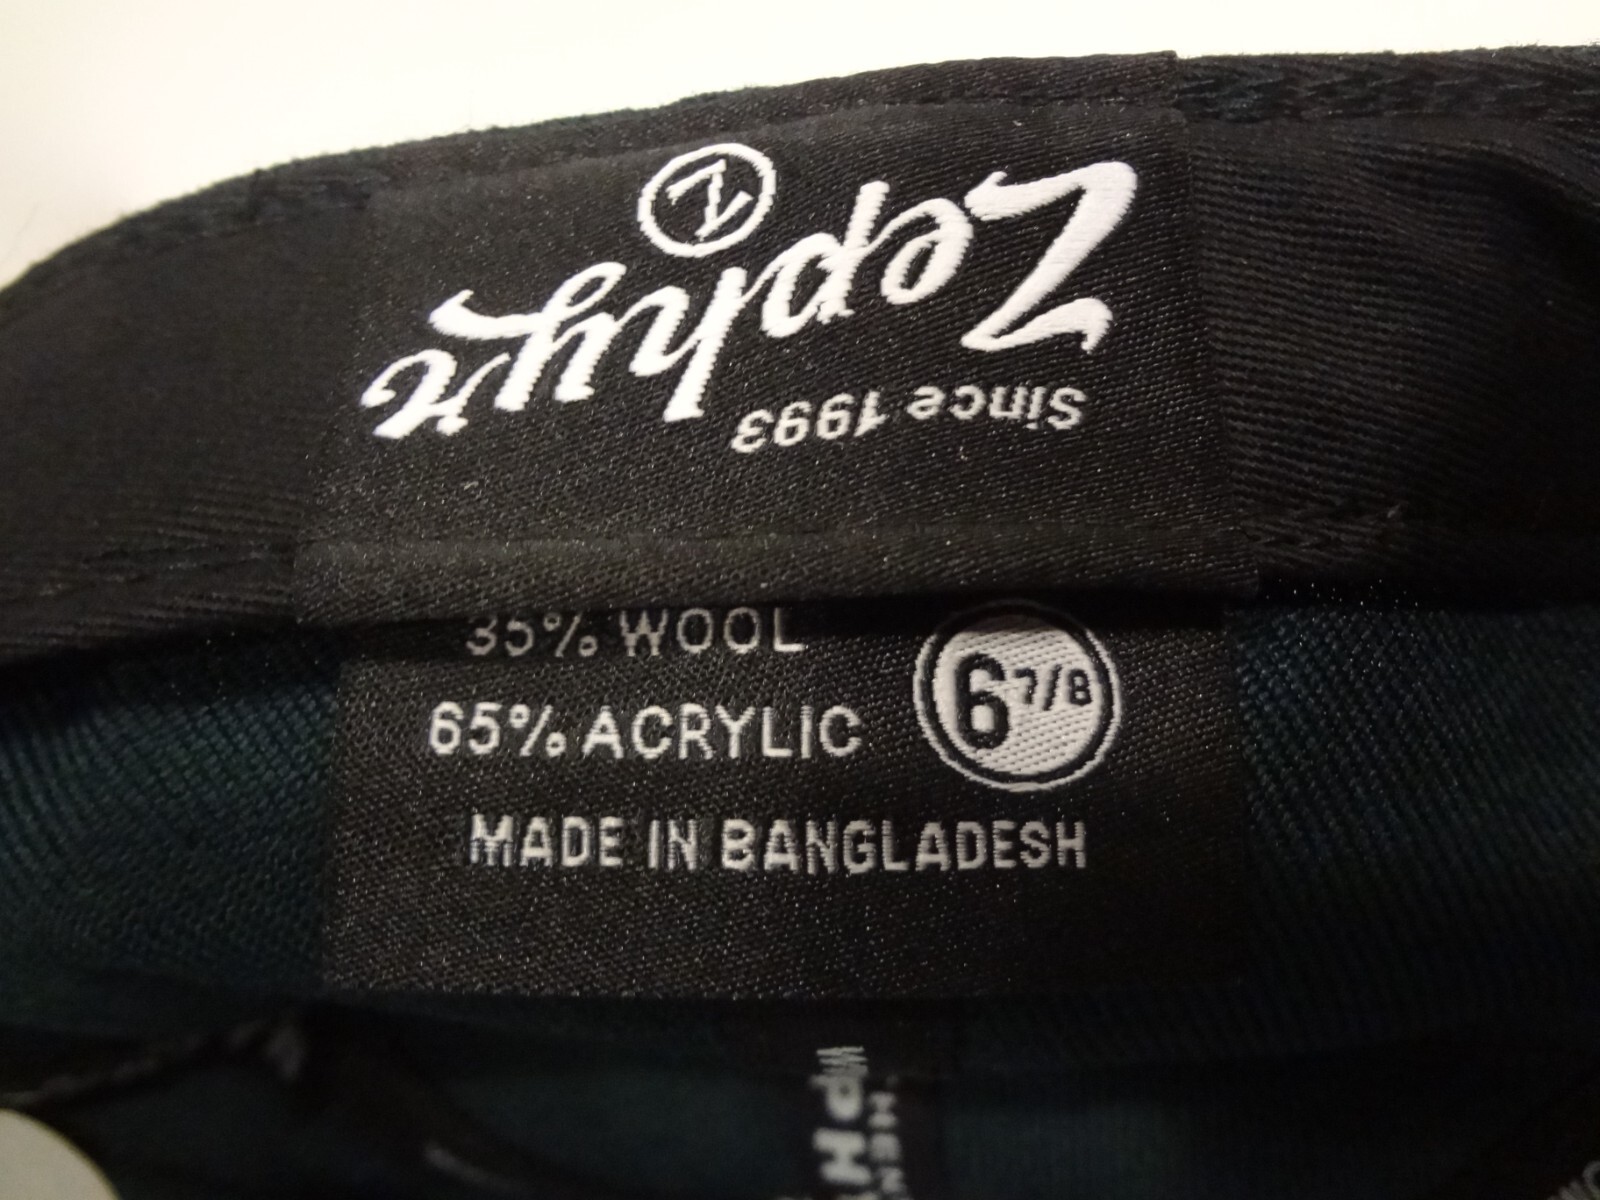 Zephyr
Z
Since 1993
35% WOOL
65% ACRYLIC
6 7/8
MADE IN BANGLADESH